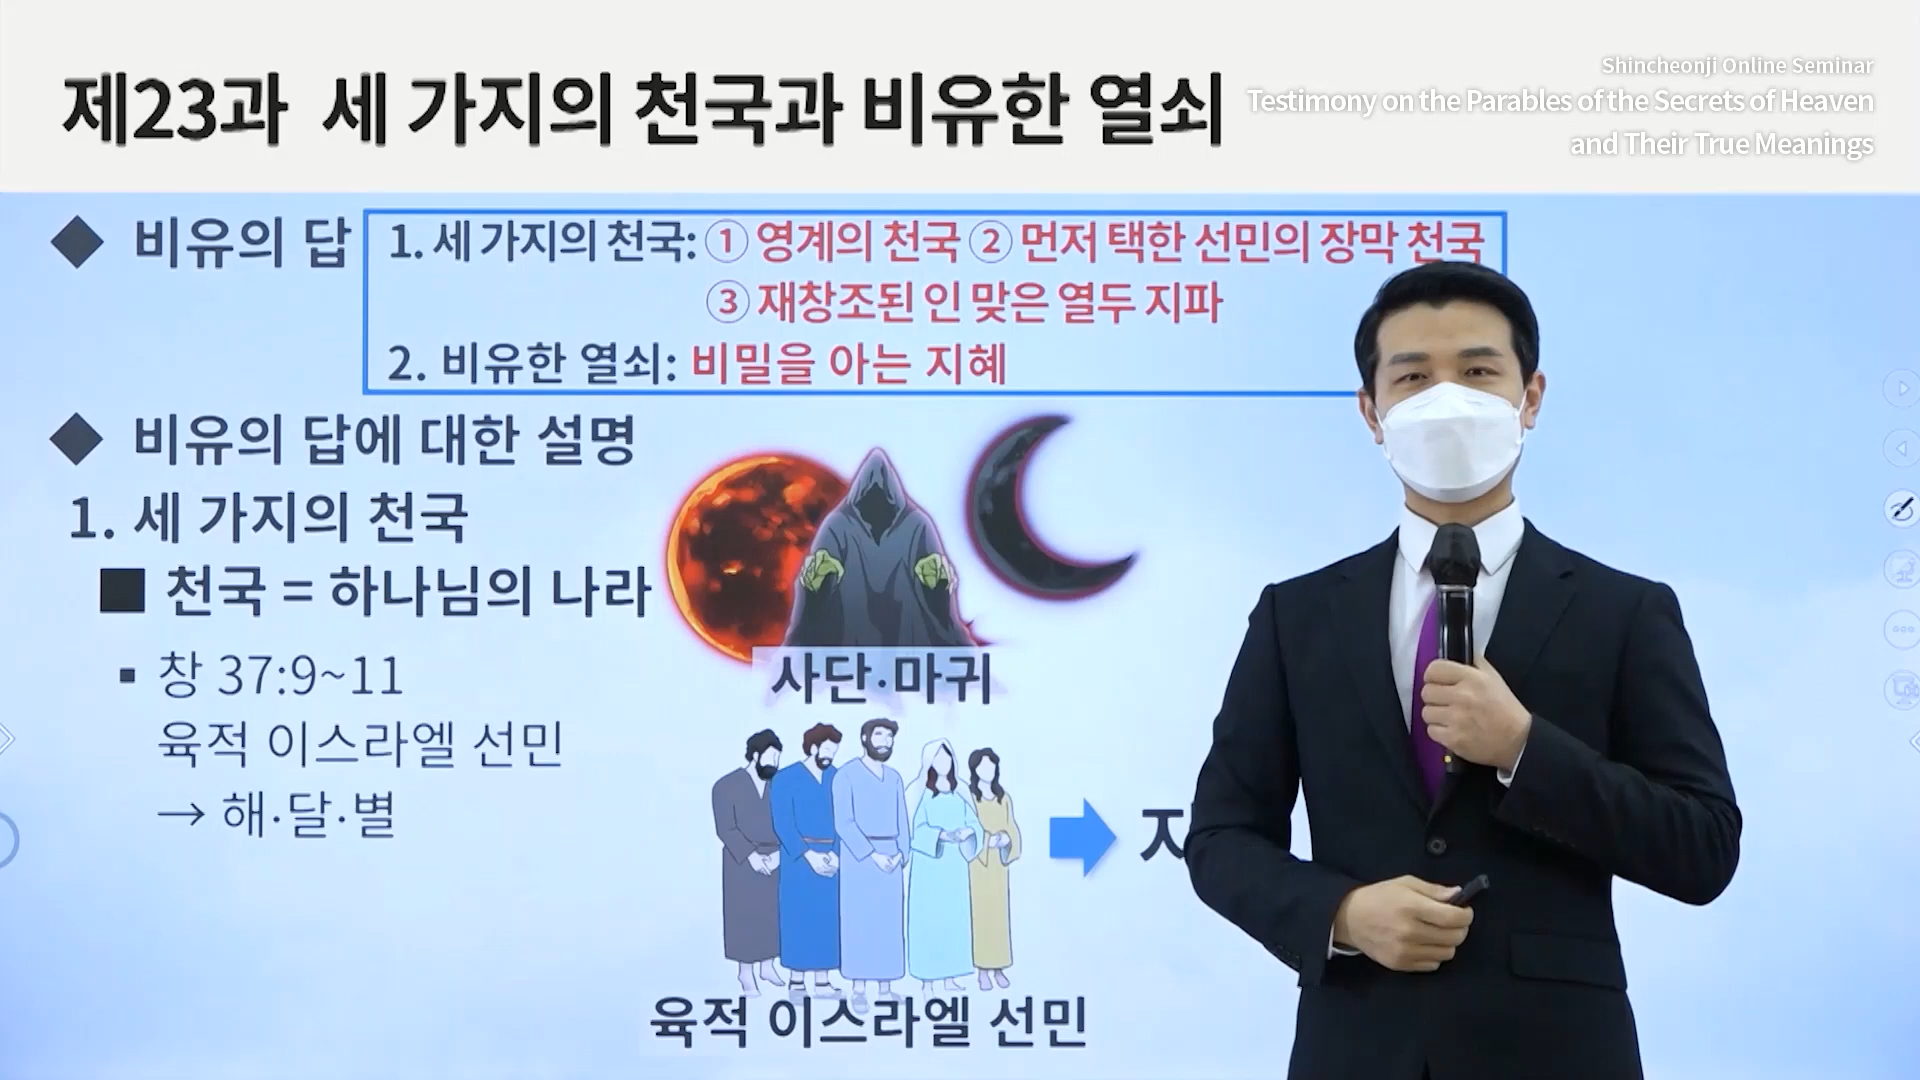 제23과 세 가지의 천국과 비유한 열쇠
Shincheonji Online Seminar
Testimony on the Parables of the Secrets of Heaven
and Their True Meanings
◆ 비유의 답
1. 세 가지의 천국: ① 영계의 천국 ② 먼저 택한 선민의 장막 천국
③ 재창조된 인 맞은 열두 지파
2. 비유한 열쇠: 비밀을 아는 지혜
◆ 비유의 답에 대한 설명
1. 세 가지의 천국
■ 천국 = 하나님의 나라
▪ 창 37:9~11
육적 이스라엘 선민
→ 해·달·별
사단·마귀
육적 이스라엘 선민